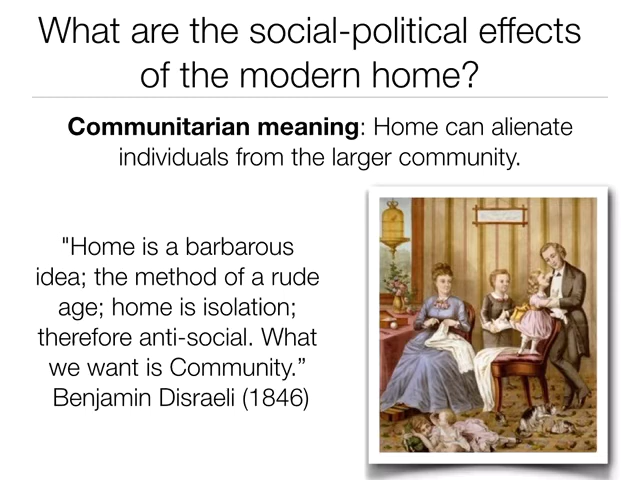 What are the social-political effects
of the modern home?
Communitarian meaning: Home can alienate
individuals from the larger community.
"Home is a barbarous
idea; the method of a rude
age; home is isolation;
therefore anti-social. What
we want is Community.”
Benjamin Disraeli (1846)